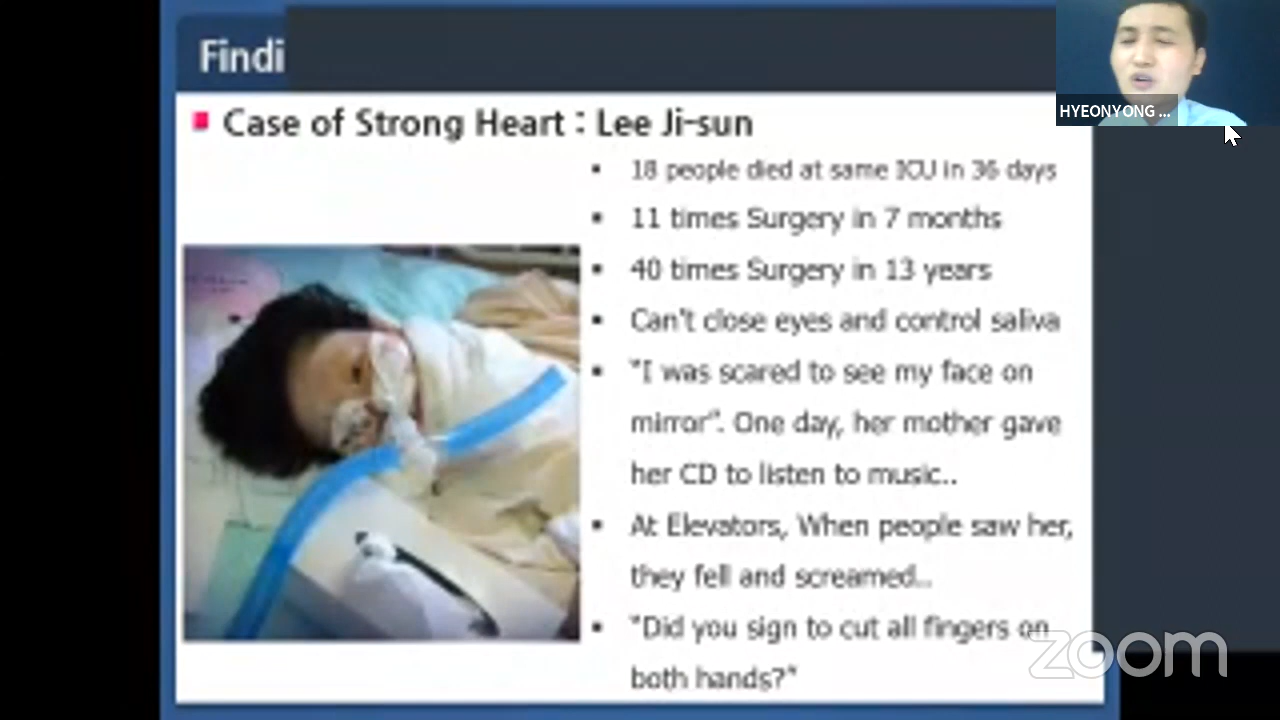 Findi
HYEONYONG ...
Case of Strong Heart : Lee Ji-sun
18 people died at same ICU in 36 days
11 times Surgery in 7 months
40 times Surgery in 13 years
Can't close eyes and control saliva
"I was scared to see my face on
mirror". One day, her mother gave
her CD to listen to music..
At Elevators, When people saw her,
they fell and screamed..
"Did you sign to cut all fingers on
both hands?"
zoom